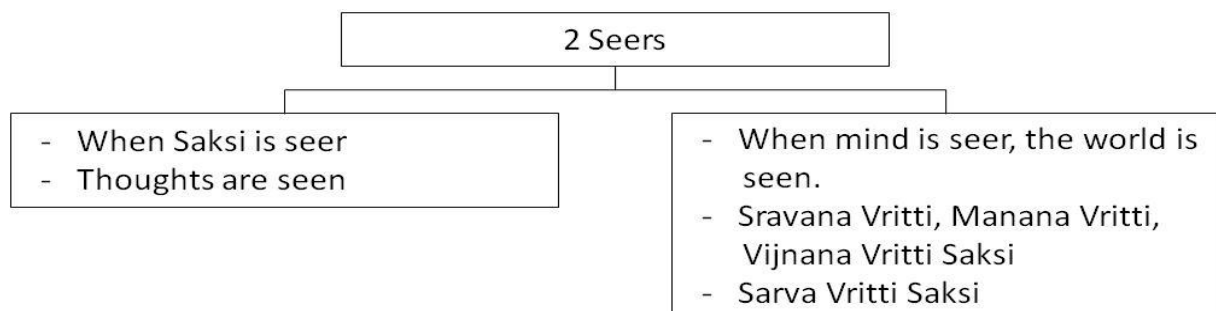 2 Seers
- When Saksi is seer
- Thoughts are seen
- When mind is seer, the world is
seen.
- Sravana Vritti, Manana Vritti,
Vijnana Vritti Saksi
- Sarva Vritti Saksi